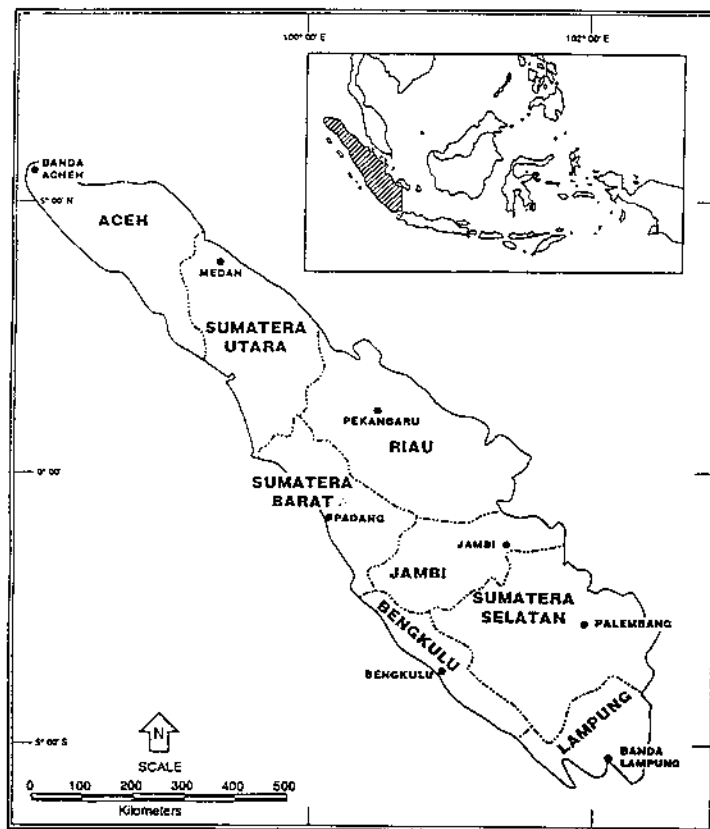 100° 00' E
102° 00' E
BANDA
ACHEH
5° 00' N
ACEH
MEDAN
SUMATERA
UTARA
PEKANBARU
RIAU
0° 00'
SUMATERA
BARAT
PADANG
JAMBI
JAMBI
SUMATERA
SELATAN
BENGKULU
PALEMBANG
BENGKULU
LAMPUNG
5° 00' S
N
BANDA
LAMPUNG
SCALE
0 100 200 300 400 500
Kilometers